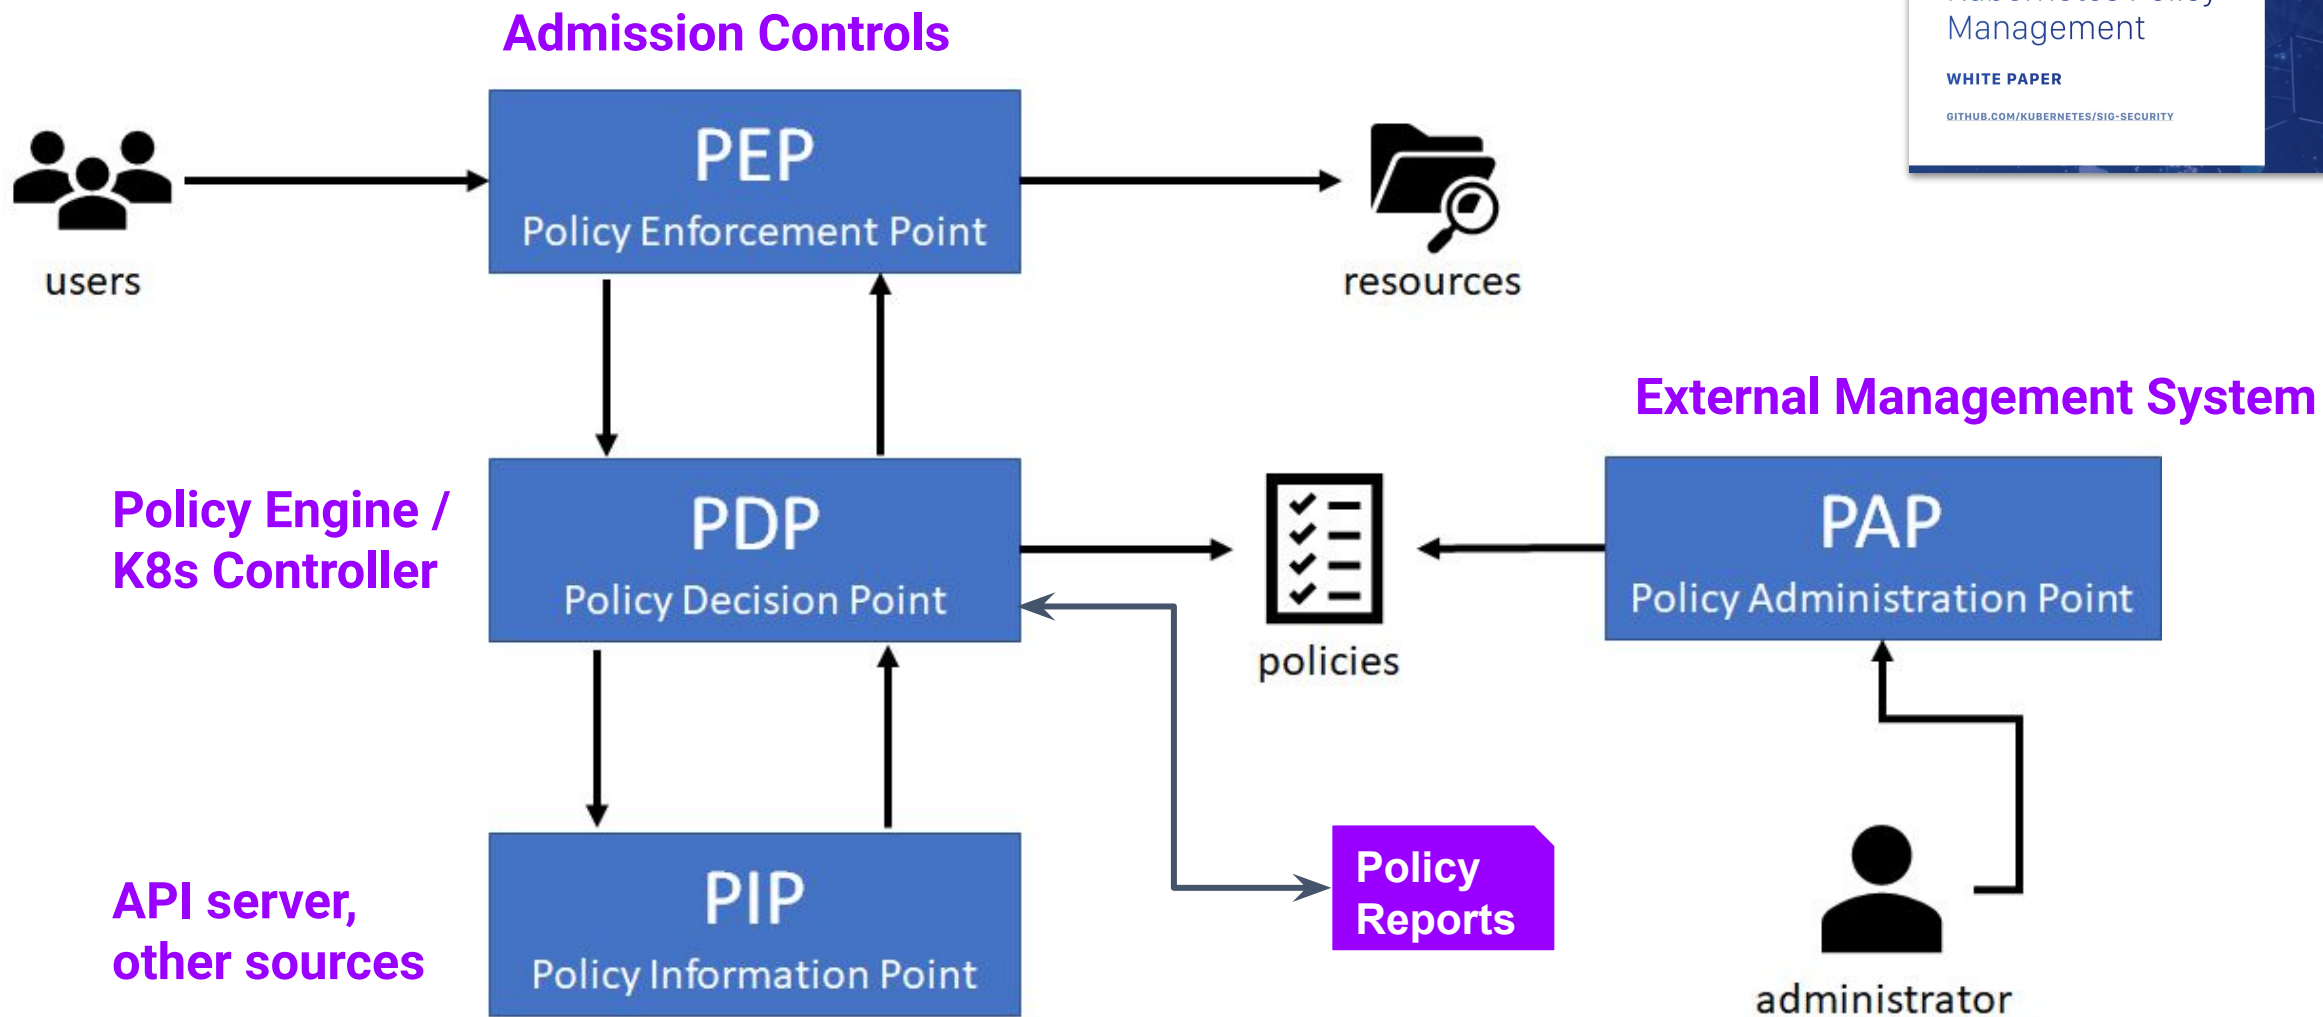 Admission Controls
Management
WHITE PAPER
GITHUB.COM/KUBERNETES/SIG-SECURITY
PEP
Policy Enforcement Point
users
resources
External Management System
Policy Engine /
K8s Controller
PDP
Policy Decision Point
policies
PAP
Policy Administration Point
API server,
other sources
PIP
Policy Information Point
Policy
Reports
administrator